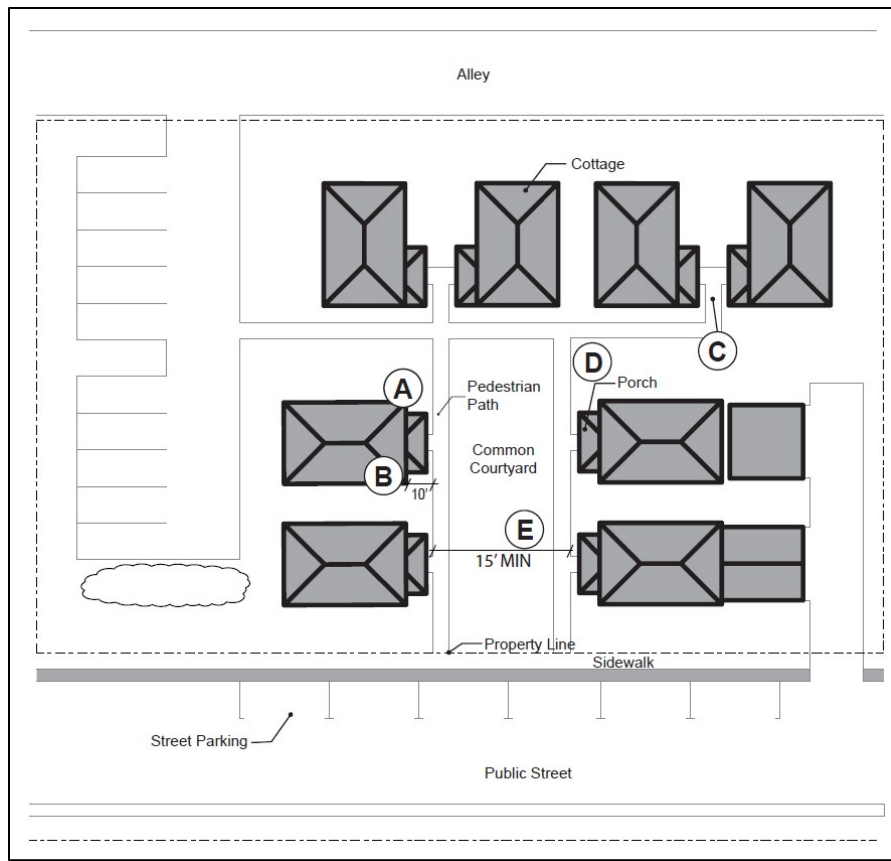 Alley
Cottage
C
A
D
Porch
Pedestrian
Path
Common
Courtyard
B
10'
E
15' MIN
Property Line
Sidewalk
Street Parking
Public Street